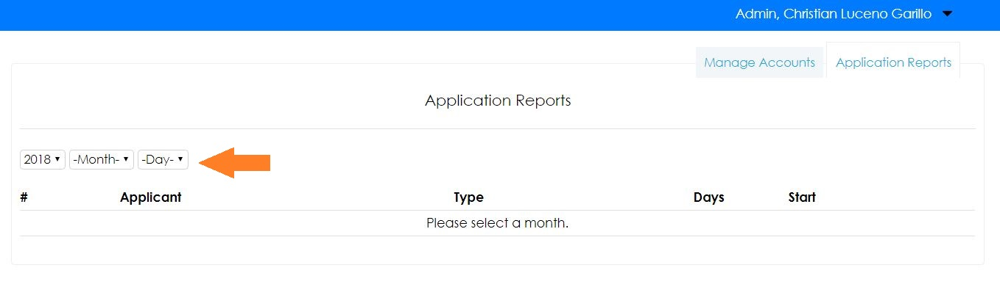 Admin, Christian Luceno Garillo
Manage Accounts Application Reports
Application Reports
2018 -Month- -Day-
# Applicant Type Days Start
Please select a month.